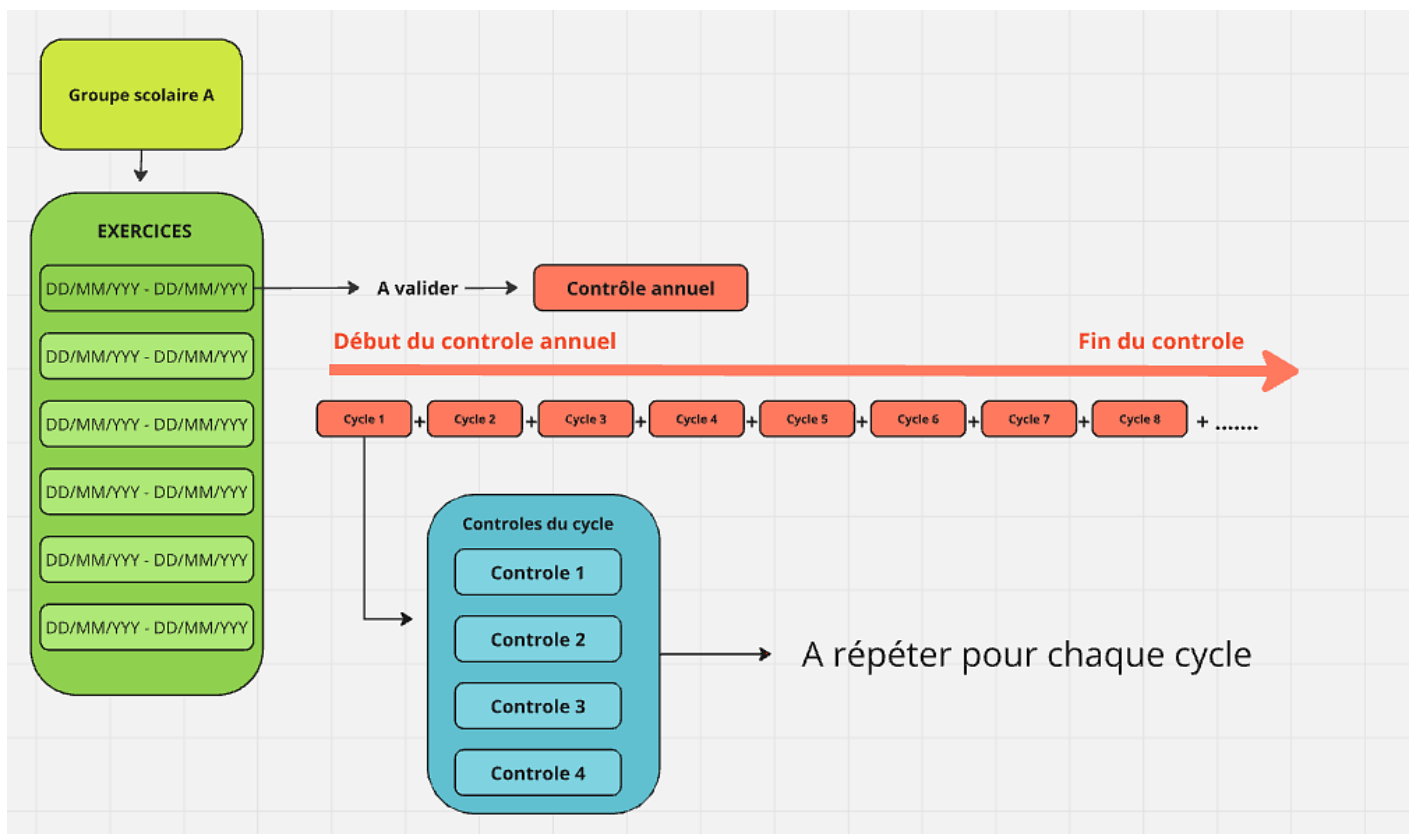 Groupe scolaire A
EXERCICES
DD/MM/YYY - DD/MM/YYY
A valider
Contrôle annuel
Début du controle annuel
Fin du controle
DD/MM/YYY - DD/MM/YYY
DD/MM/YYY - DD/MM/YYY
Cycle 1 + Cycle 2 + Cycle 3 + Cycle 4 + Cycle 5 + Cycle 6 + Cycle 7 + Cycle 8 + .......
DD/MM/YYY - DD/MM/YYY
DD/MM/YYY - DD/MM/YYY
DD/MM/YYY - DD/MM/YYY
Controles du cycle
Controle 1
Controle 2
Controle 3
Controle 4
A répéter pour chaque cycle